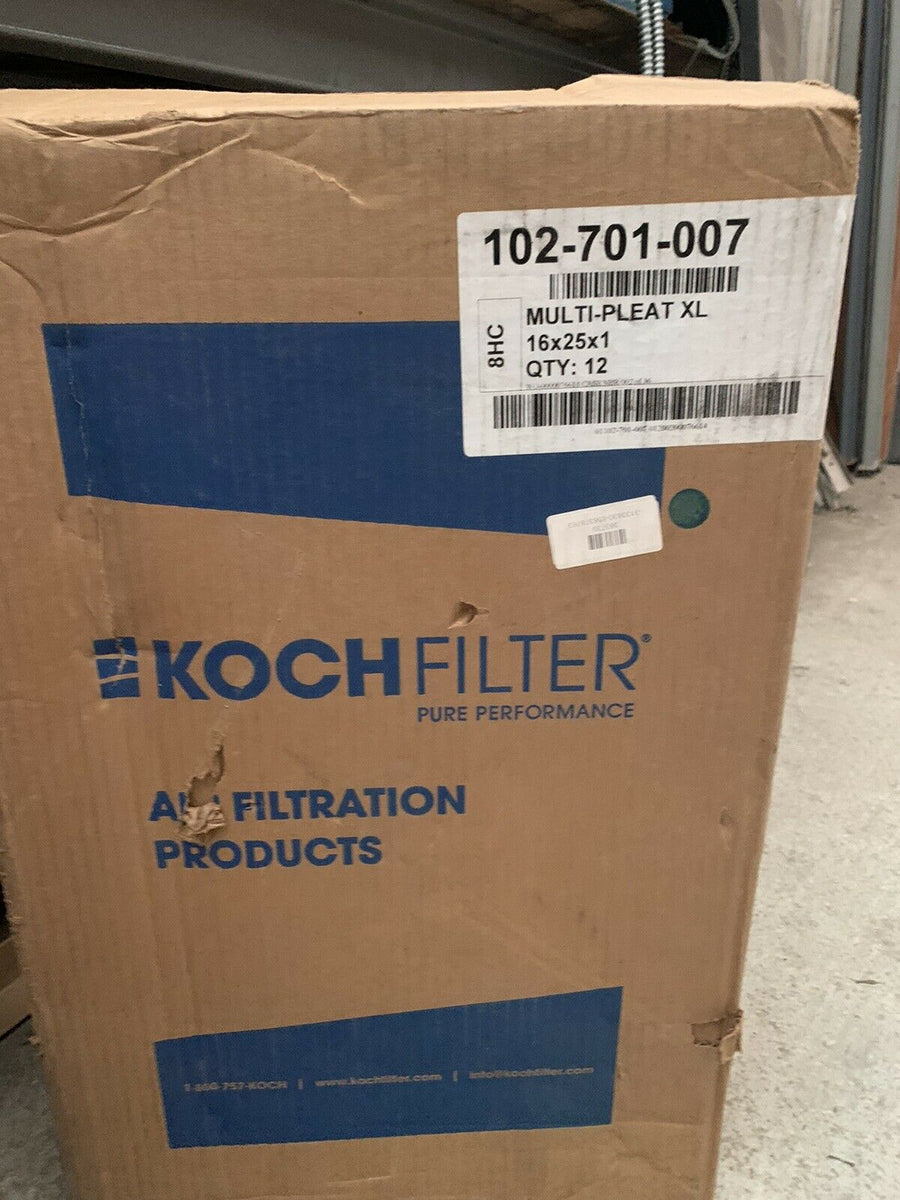 102-701-007
8HC
MULTI-PLEAT XL
16x25x1
QTY: 12
KOCHFILTER®
PURE PERFORMANCE
FILTRATION
PRODUCTS
1-800-757-KOCH | www.kochfilter.com | info@kochfilter.com